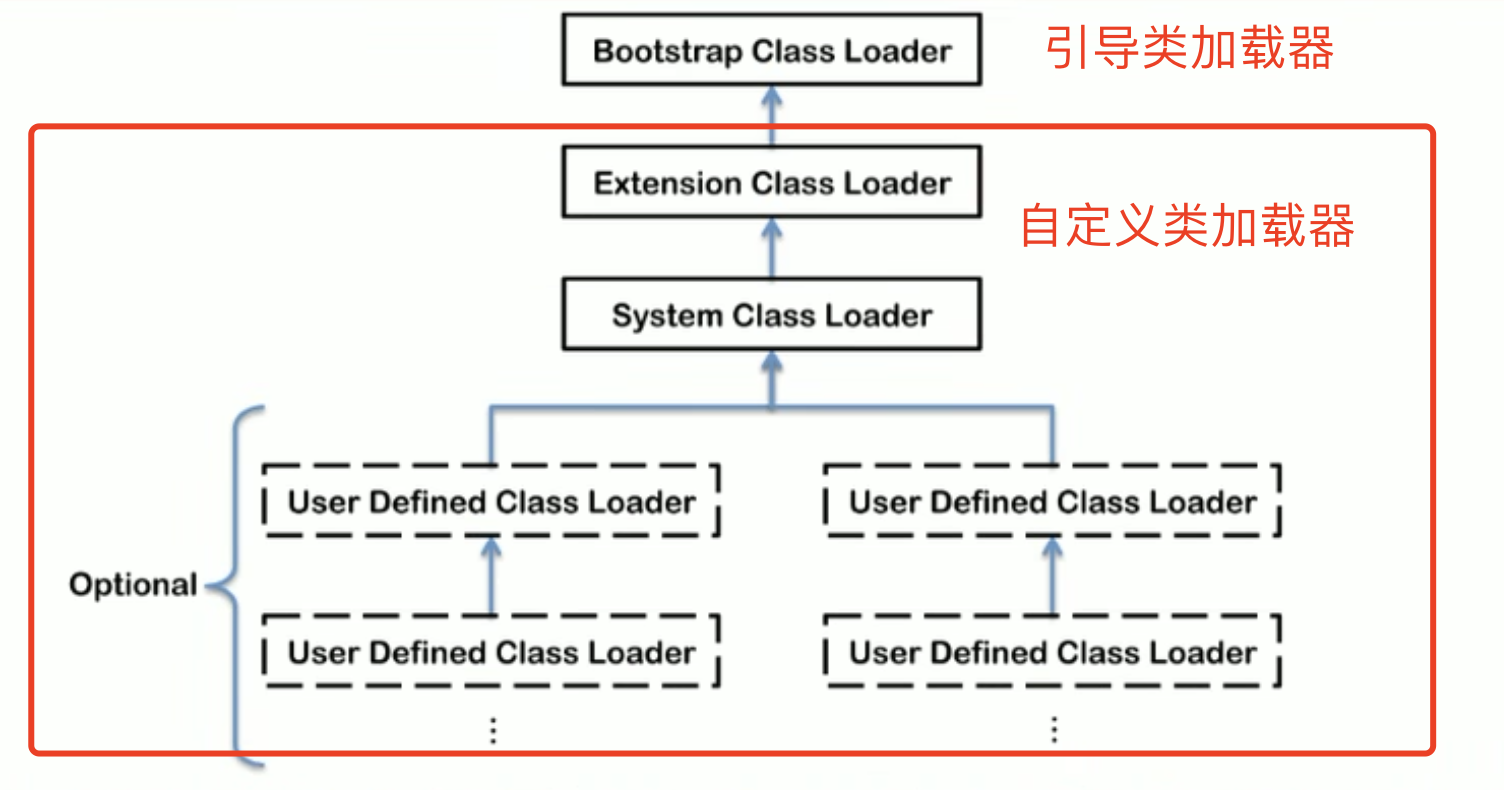 Bootstrap Class Loader
引导类加载器
Extension Class Loader
自定义类加载器
System Class Loader
User Defined Class Loader
User Defined Class Loader
Optional
User Defined Class Loader
User Defined Class Loader